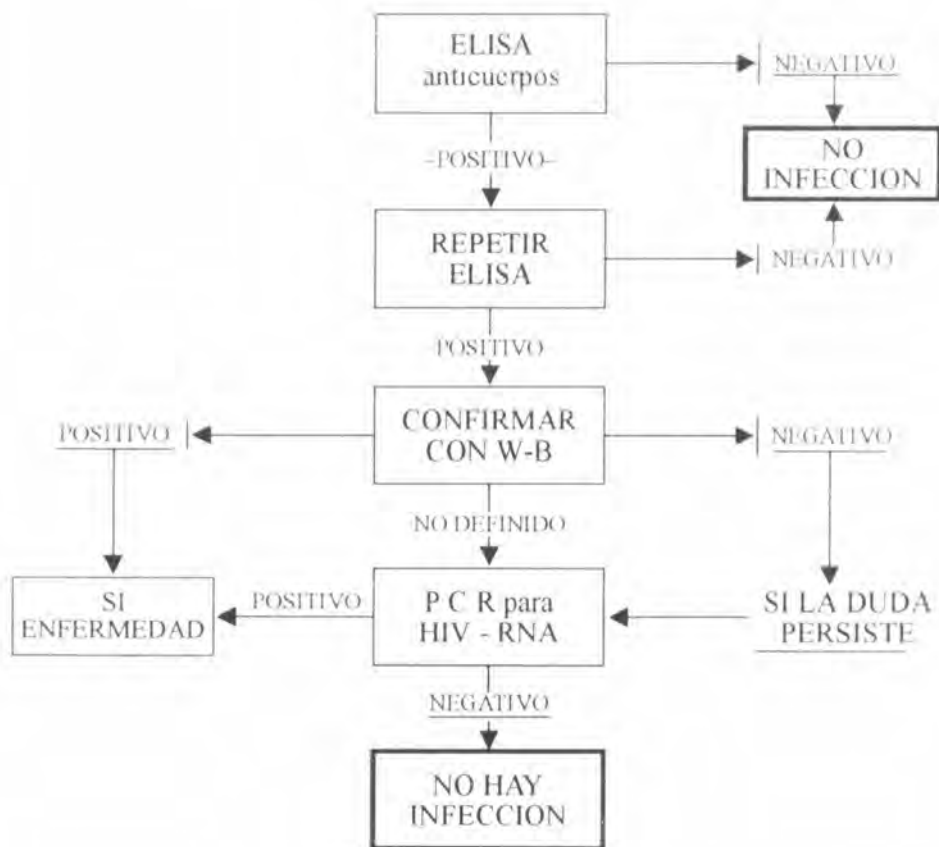 ELISA
anticuerpos
NEGATIVO
-POSITIVO-
NO
INFECCION
REPETIR
ELISA
NEGATIVO
-POSITIVO-
CONFIRMAR
CON W-B
POSITIVO
NEGATIVO
-NO DEFINIDO-
SI
ENFERMEDAD
POSITIVO
P C R para
HIV - RNA
SI LA DUDA
PERSISTE
NEGATIVO
NO HAY
INFECCION